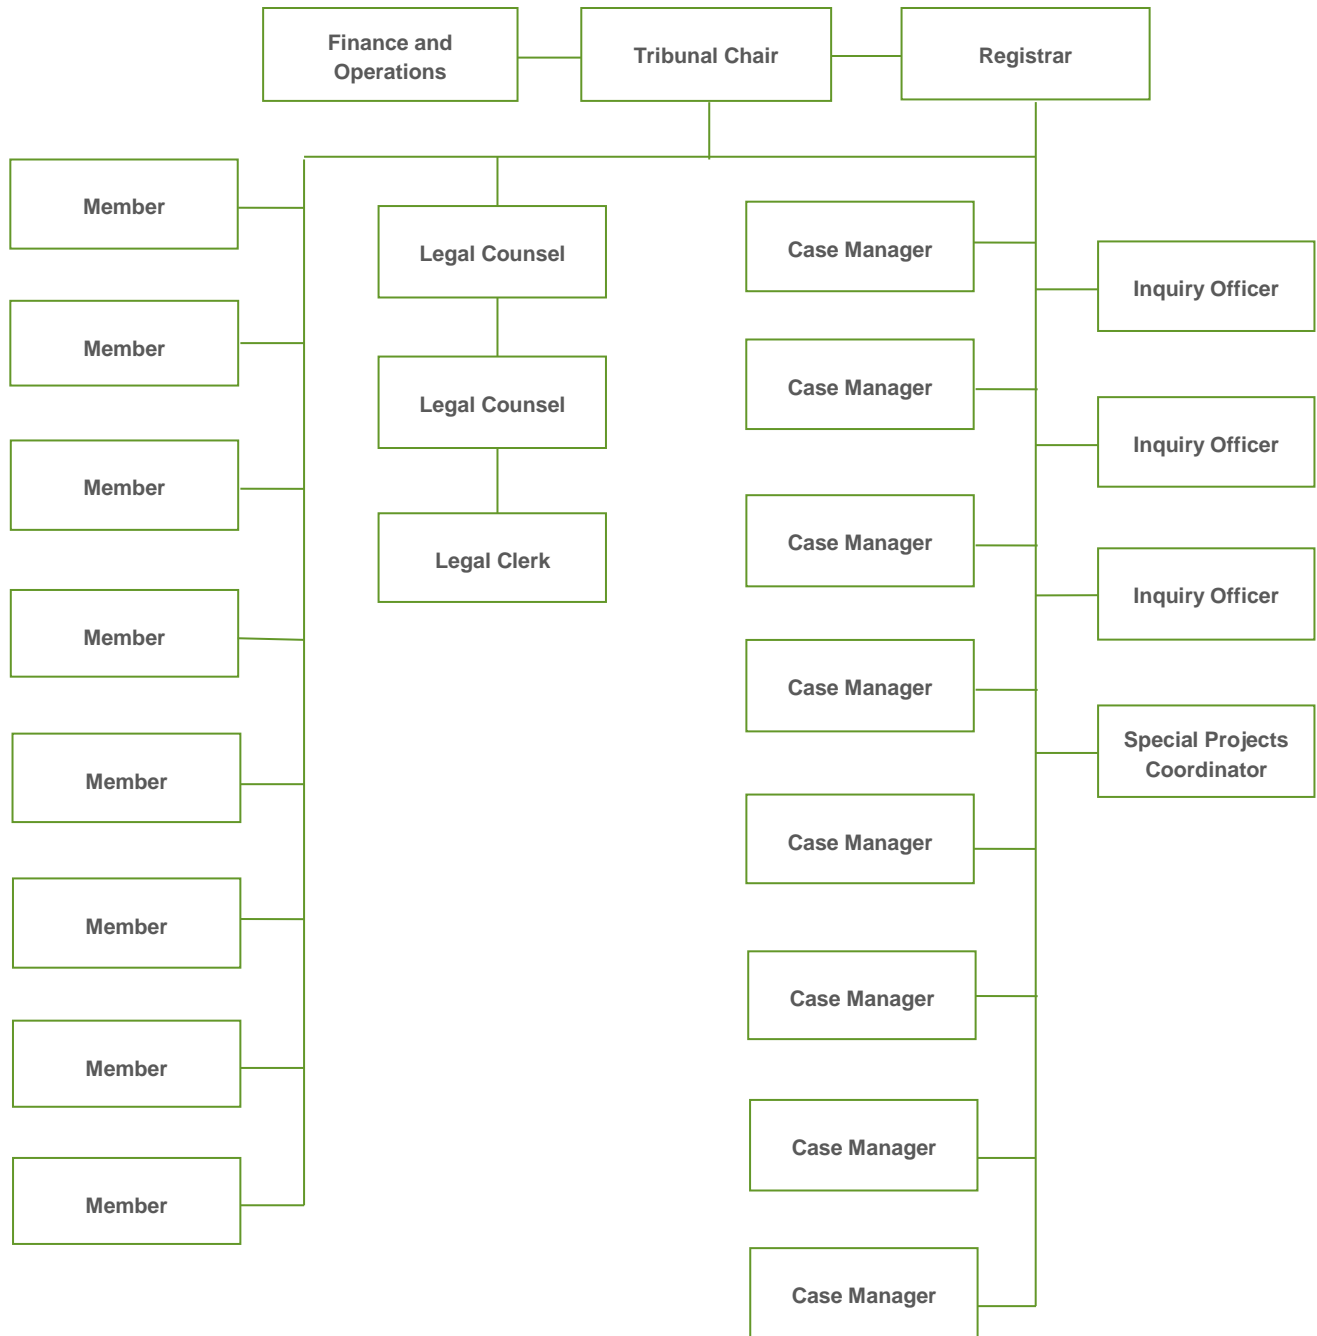 Finance and
Operations
Tribunal Chair
Registrar
Member
Member
Member
Member
Member
Member
Member
Member
Legal Counsel
Legal Counsel
Legal Clerk
Case Manager
Case Manager
Case Manager
Case Manager
Case Manager
Case Manager
Case Manager
Case Manager
Inquiry Officer
Inquiry Officer
Inquiry Officer
Special Projects
Coordinator